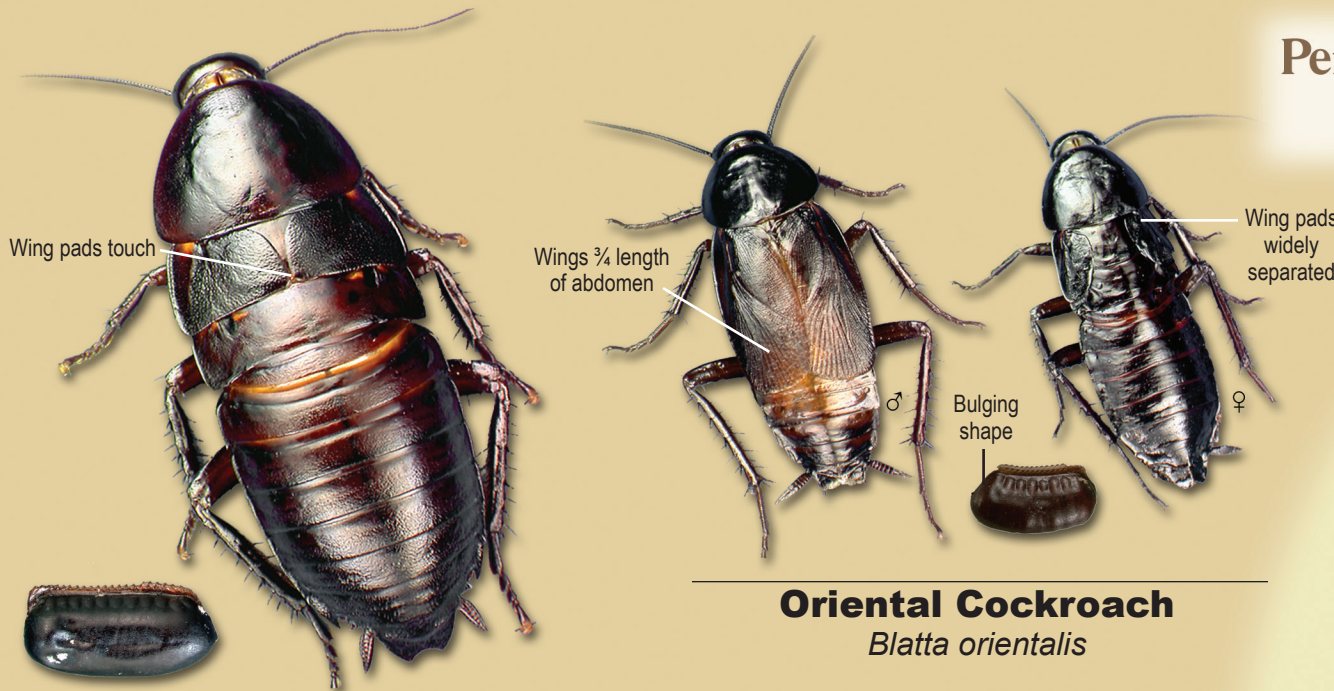 Wing pads touch
Wings ¾ length
of abdomen
♂
Bulging
shape
Wing pads
widely
separated
♀
Oriental Cockroach
Blatta orientalis